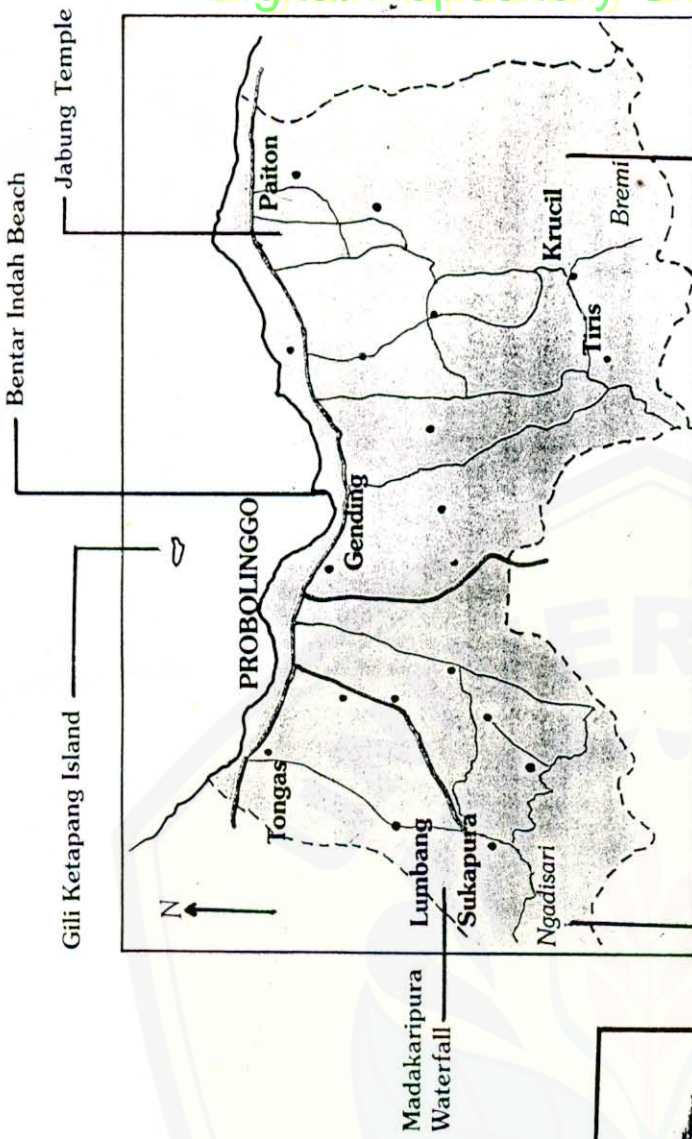 Gili Ketapang Island
Bentar Indah Beach
Jabung Temple
N
PROBOLINGGO
Tongas
Gending
Paiton
Lumbang
Sukapura
Ngadisari
Krucil
Tiris
Bremi
Madakaripura
Waterfall